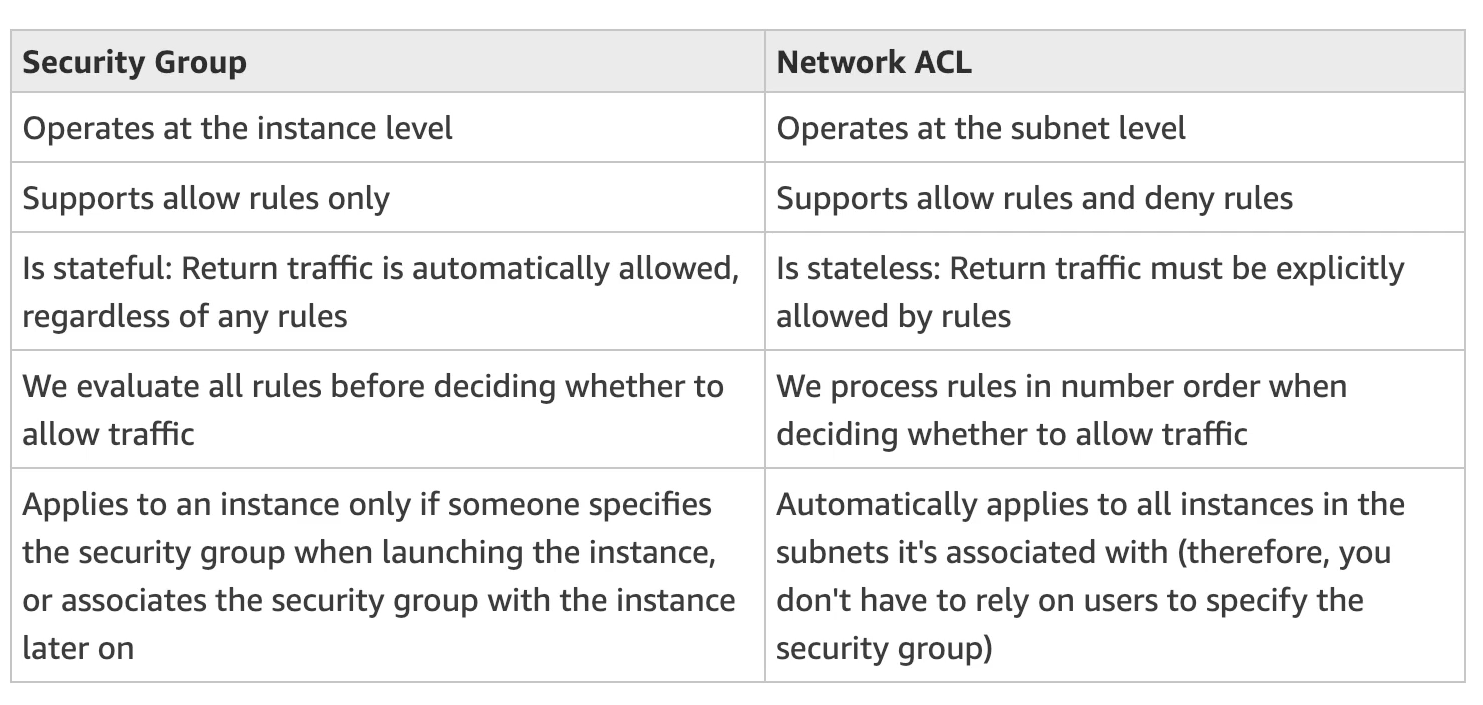 Security Group
Network ACL
Operates at the instance level
Operates at the subnet level
Supports allow rules only
Supports allow rules and deny rules
Is stateful: Return traffic is automatically allowed,
regardless of any rules
Is stateless: Return traffic must be explicitly
allowed by rules
We evaluate all rules before deciding whether to
allow traffic
We process rules in number order when
deciding whether to allow traffic
Applies to an instance only if someone specifies
the security group when launching the instance,
or associates the security group with the instance
later on
Automatically applies to all instances in the
subnets it's associated with (therefore, you
don't have to rely on users to specify the
security group)